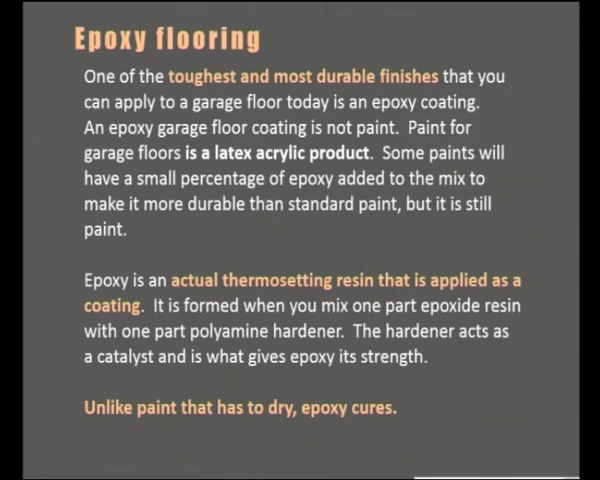 Epoxy flooring
One of the toughest and most durable finishes that you
can apply to a garage floor today is an epoxy coating.
An epoxy garage floor coating is not paint. Paint for
garage floors is a latex acrylic product. Some paints will
have a small percentage of epoxy added to the mix to
make it more durable than standard paint, but it is still
paint.
Epoxy is an actual thermosetting resin that is applied as a
coating. It is formed when you mix one part epoxide resin
with one part polyamine hardener. The hardener acts as
a catalyst and is what gives epoxy its strength.
Unlike paint that has to dry, epoxy cures.